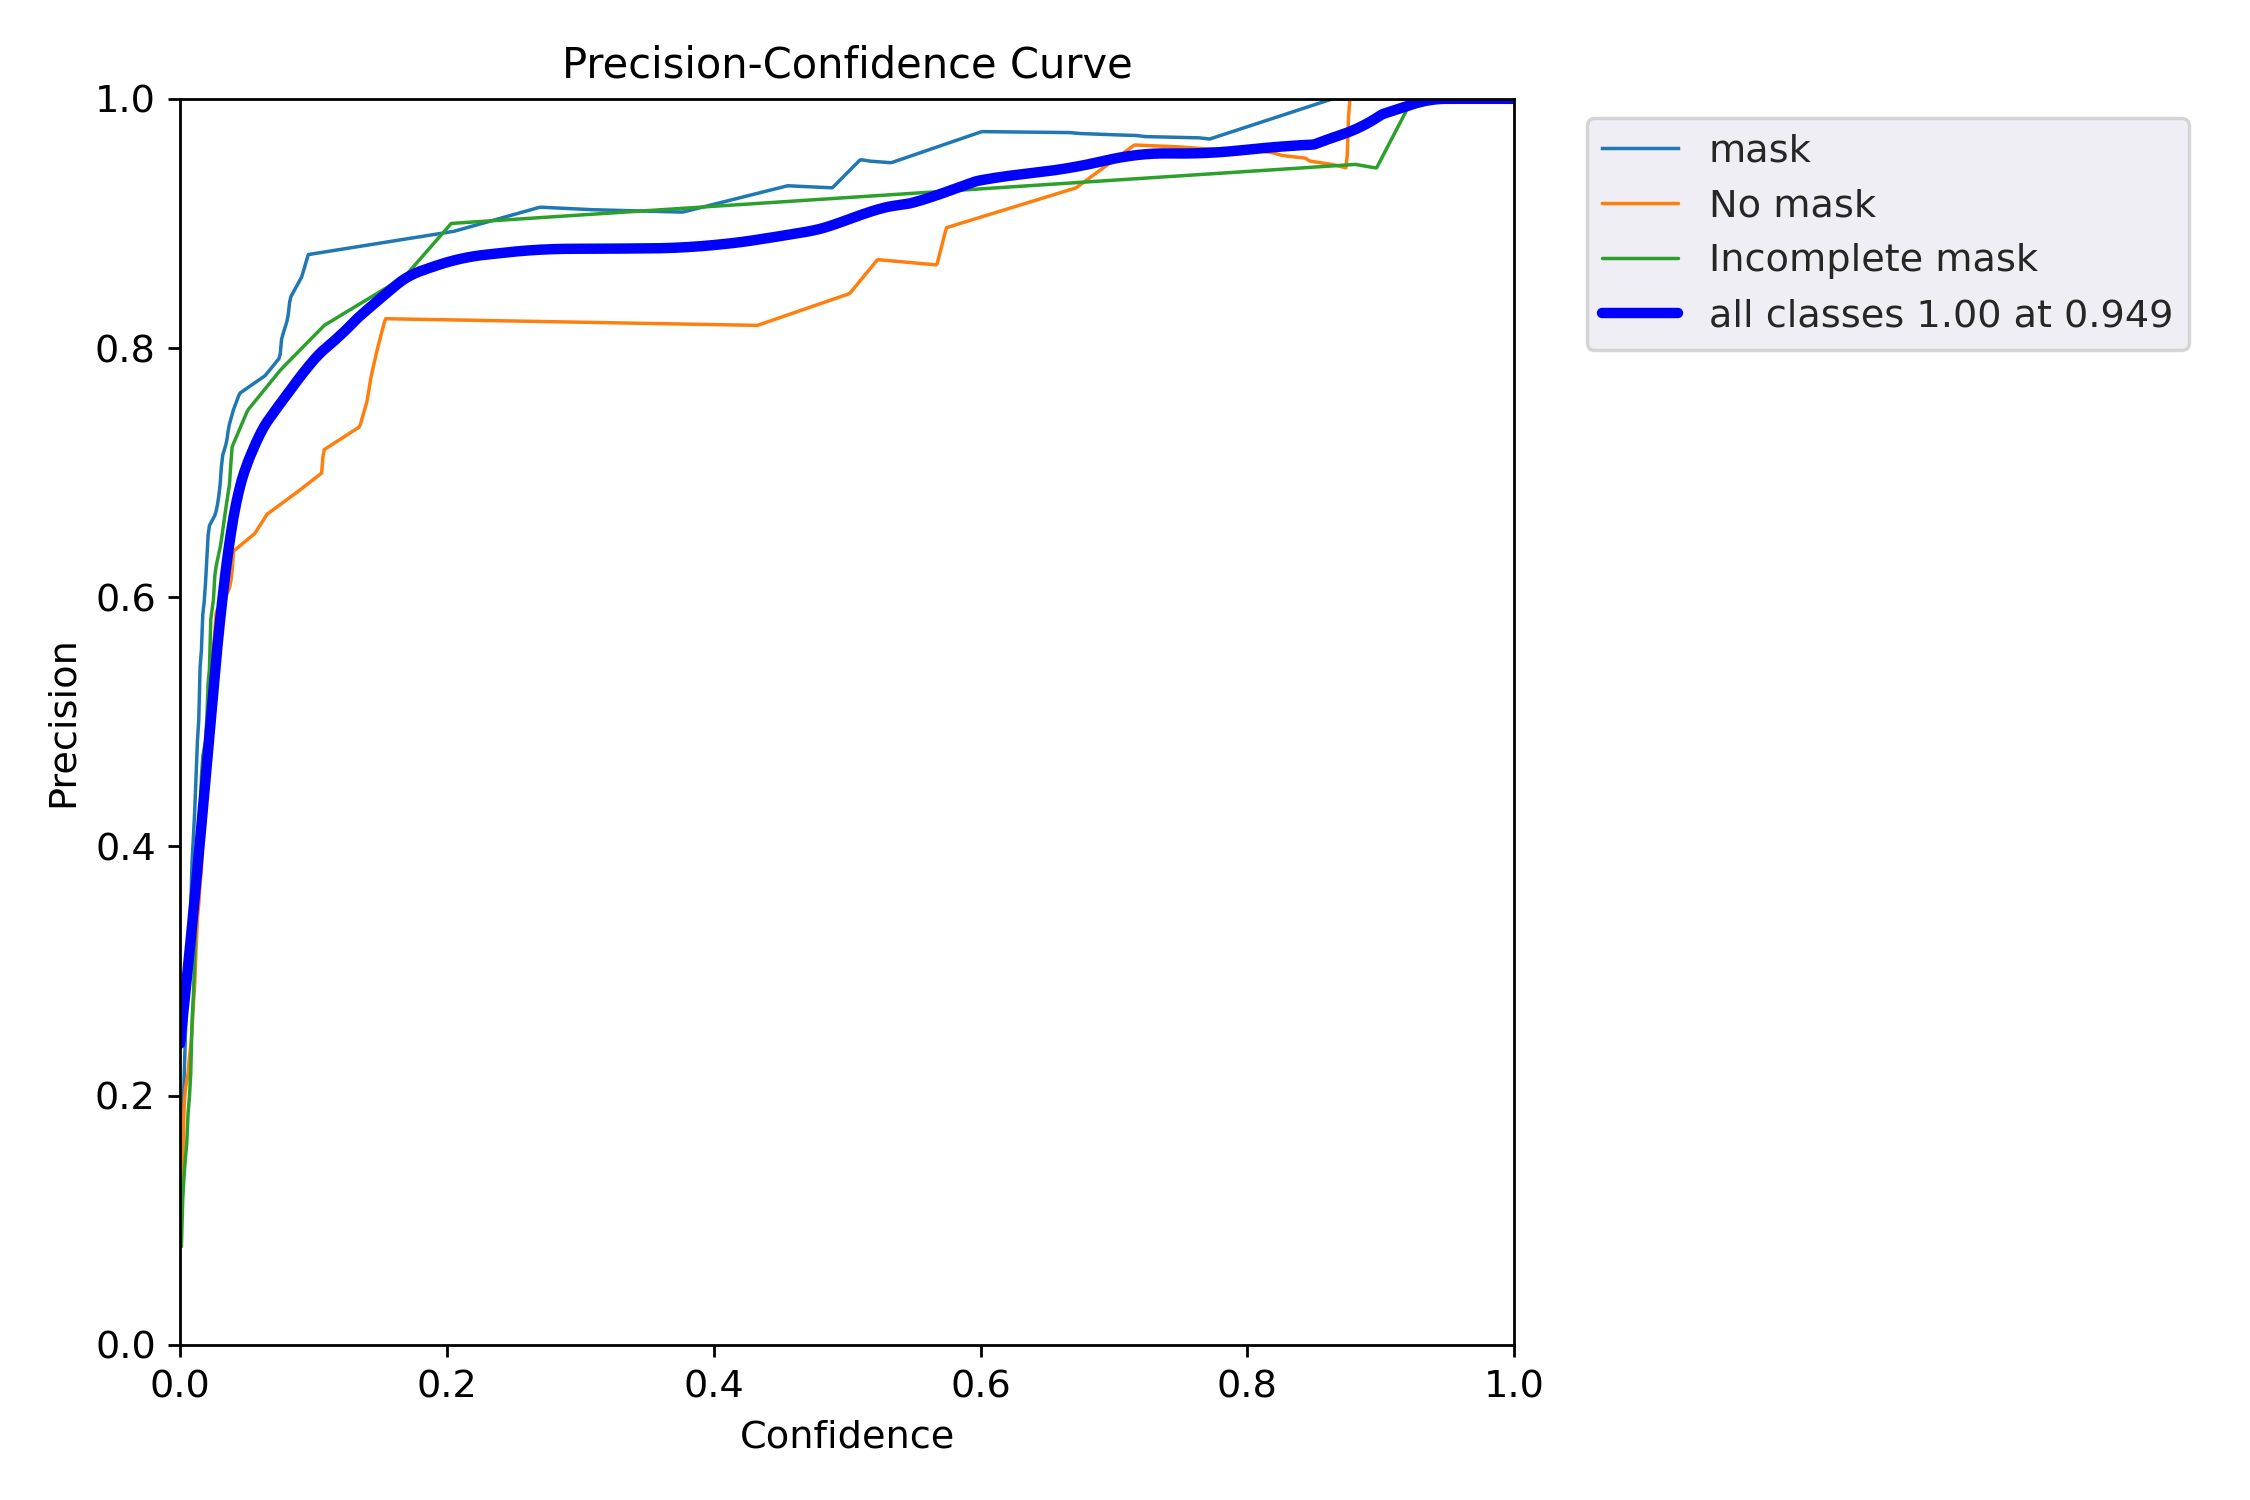 Precision-Confidence Curve
1.0
0.8
0.6
0.4
0.2
0.0
Precision
0.0 0.2 0.4 0.6 0.8 1.0
Confidence
mask
No mask
Incomplete mask
all classes 1.00 at 0.949